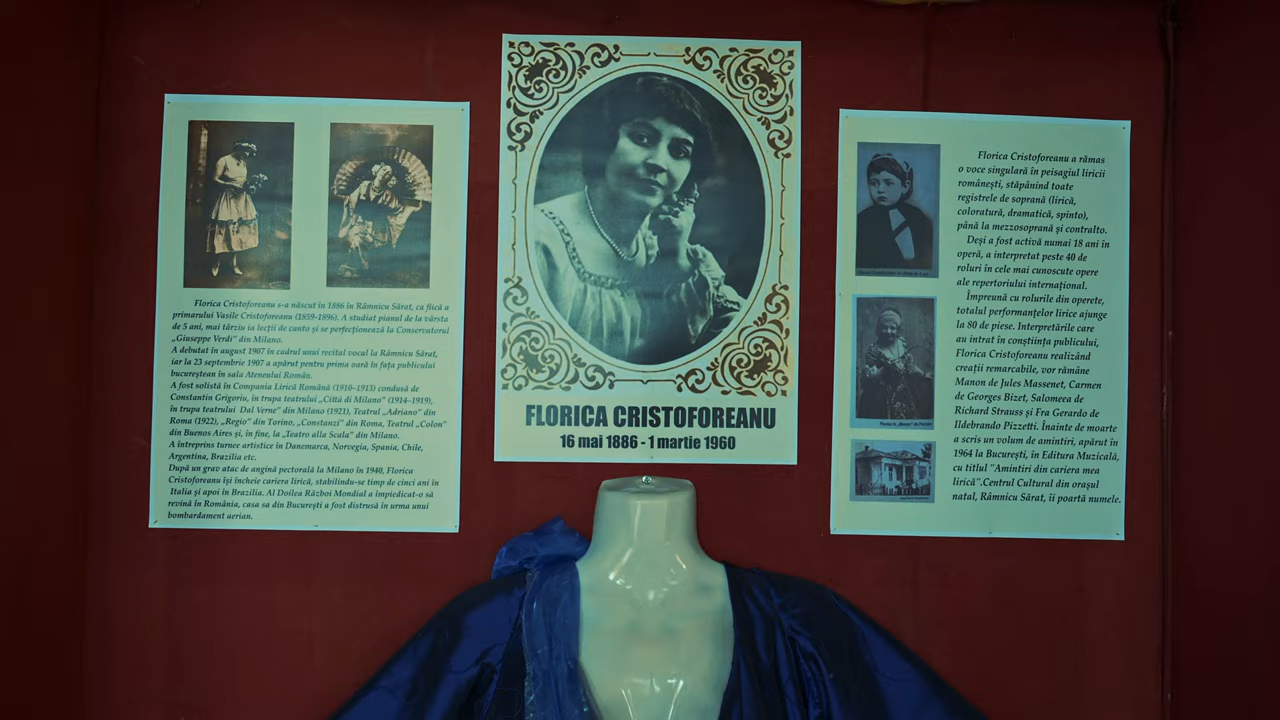 Florica Cristoforeanu s-a născut în 1886 în Râmnicu Sărat, ca fiică a
primarului Vasile Cristoforeanu (1859-1896). A studiat pianul de la vârsta
de 5 ani, mai târziu ia lecții de canto și se perfecționează la Conservatorul
„Giuseppe Verdi” din Milano.
A debutat în august 1907 în cadrul unui recital vocal la Râmnicu Sărat,
iar la 23 septembrie 1907 a apărut pentru prima oară în fața publicului
bucureștean în sala Ateneului Român.
A fost solistă în Compania Lirică Română (1910–1913) condusă de
Constantin Grigoriu, în trupa teatrului „Città di Milano” (1914–1919),
în trupa teatrului Dal Verne” din Milano (1921), Teatrul „Adriano” din
Roma (1922), „Regio” din Torino, „Constanzi” din Roma, Teatrul „Colon”
din Buenos Aires și, în fine, la „Teatro alla Scala” din Milano.
A întreprins turnee artistice în Danemarca, Norvegia, Spania, Chile,
Argentina, Brazilia etc.
După un grav atac de angină pectorală la Milano în 1940, Florica
Cristoforeanu își încheie cariera lirică, stabilindu-se timp de cinci ani în
Italia și apoi în Brazilia. Al Doilea Război Mondial a împiedicat-o să
revină în România, casa sa din București a fost distrusă în urma unui
bombardament aerian.
FLORICA CRISTOFOREANU
16 mai 1886 - 1 martie 1960
Florica Cristoforeanu a rămas
o voce singulară în peisagiul liricii
românești, stăpânind toate
registrele de soprană (lirică,
coloratură, dramatică, spinto),
până la mezzosoprană și contralto.
Deși a fost activă numai 18 ani în
operă, a interpretat peste 40 de
roluri în cele mai cunoscute opere
ale repertoriului internațional.
Împreună cu rolurile din operete,
totalul performanțelor lirice ajunge
la 80 de piese. Interpretările care
au intrat în conștiința publicului,
Florica Cristoforeanu realizând
creații remarcabile, vor rămâne
Manon de Jules Massenet, Carmen
de Georges Bizet, Salomeea de
Richard Strauss și Fra Gerardo de
Ildebrando Pizzetti. Înainte de moarte
a scris un volum de amintiri, apărut în
1964 la București, în Editura Muzicală,
cu titlul "Amintiri din cariera mea
lirică".Centrul Cultural din orașul
natal, Râmnicu Sărat, îi poartă numele.